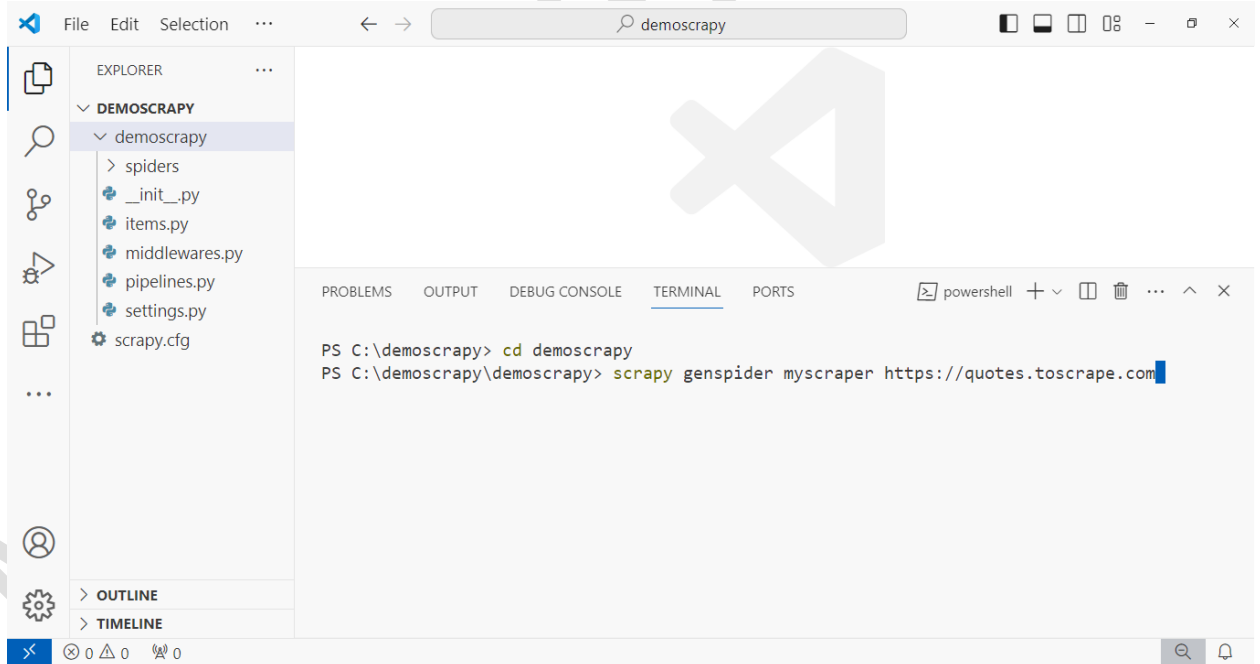 File Edit Selection ···
demoscrapy
EXPLORER ···
DEMOSCRAPY
demoscrapy
spiders
__init__.py
items.py
middlewares.py
pipelines.py
settings.py
scrapy.cfg
OUTLINE
TIMELINE
PROBLEMS OUTPUT DEBUG CONSOLE TERMINAL PORTS powershell
PS C:\demoscrapy> cd demoscrapy
PS C:\demoscrapy\demoscrapy> scrapy genspider myscraper https://quotes.toscrape.com
0 0 0